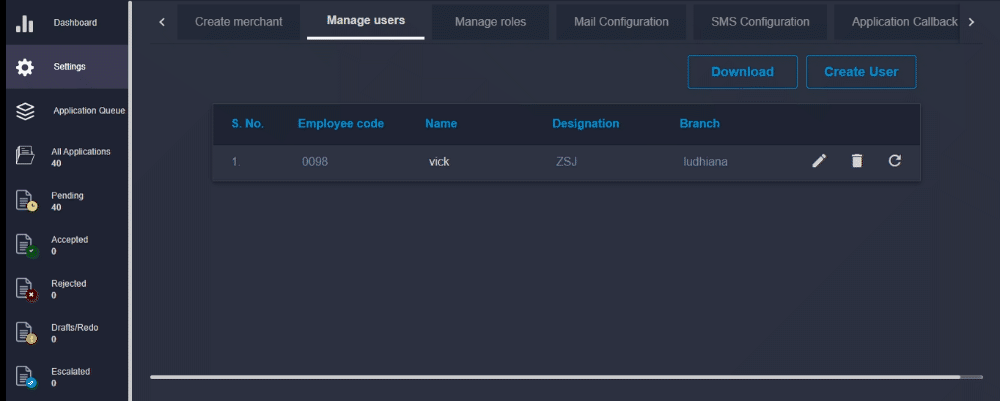 Dashboard
Settings
Application Queue
All Applications
40
Pending
40
Accepted
0
Rejected
0
Drafts/Redo
0
Escalated
0
Create merchant Manage users Manage roles Mail Configuration SMS Configuration Application Callback
Download Create User
S. No. Employee code Name Designation Branch
1. 0098 vick ZSJ ludhiana